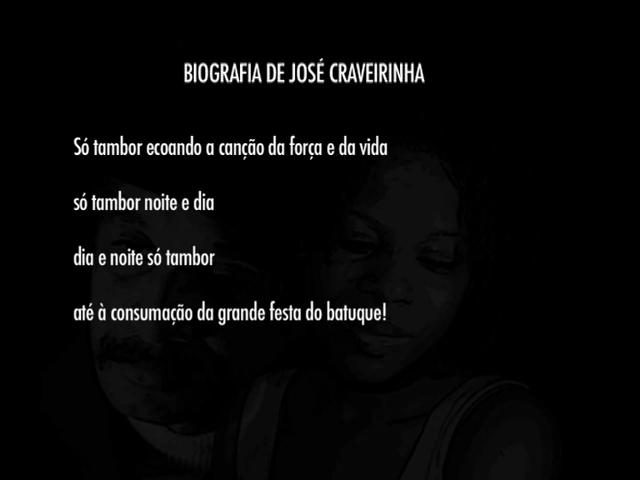 BIOGRAFIA DE JOSÉ CRAVEIRINHA
Só tambor ecoando a canção da força e da vida
só tambor noite e dia
dia e noite só tambor
até à consumação da grande festa do batuque!